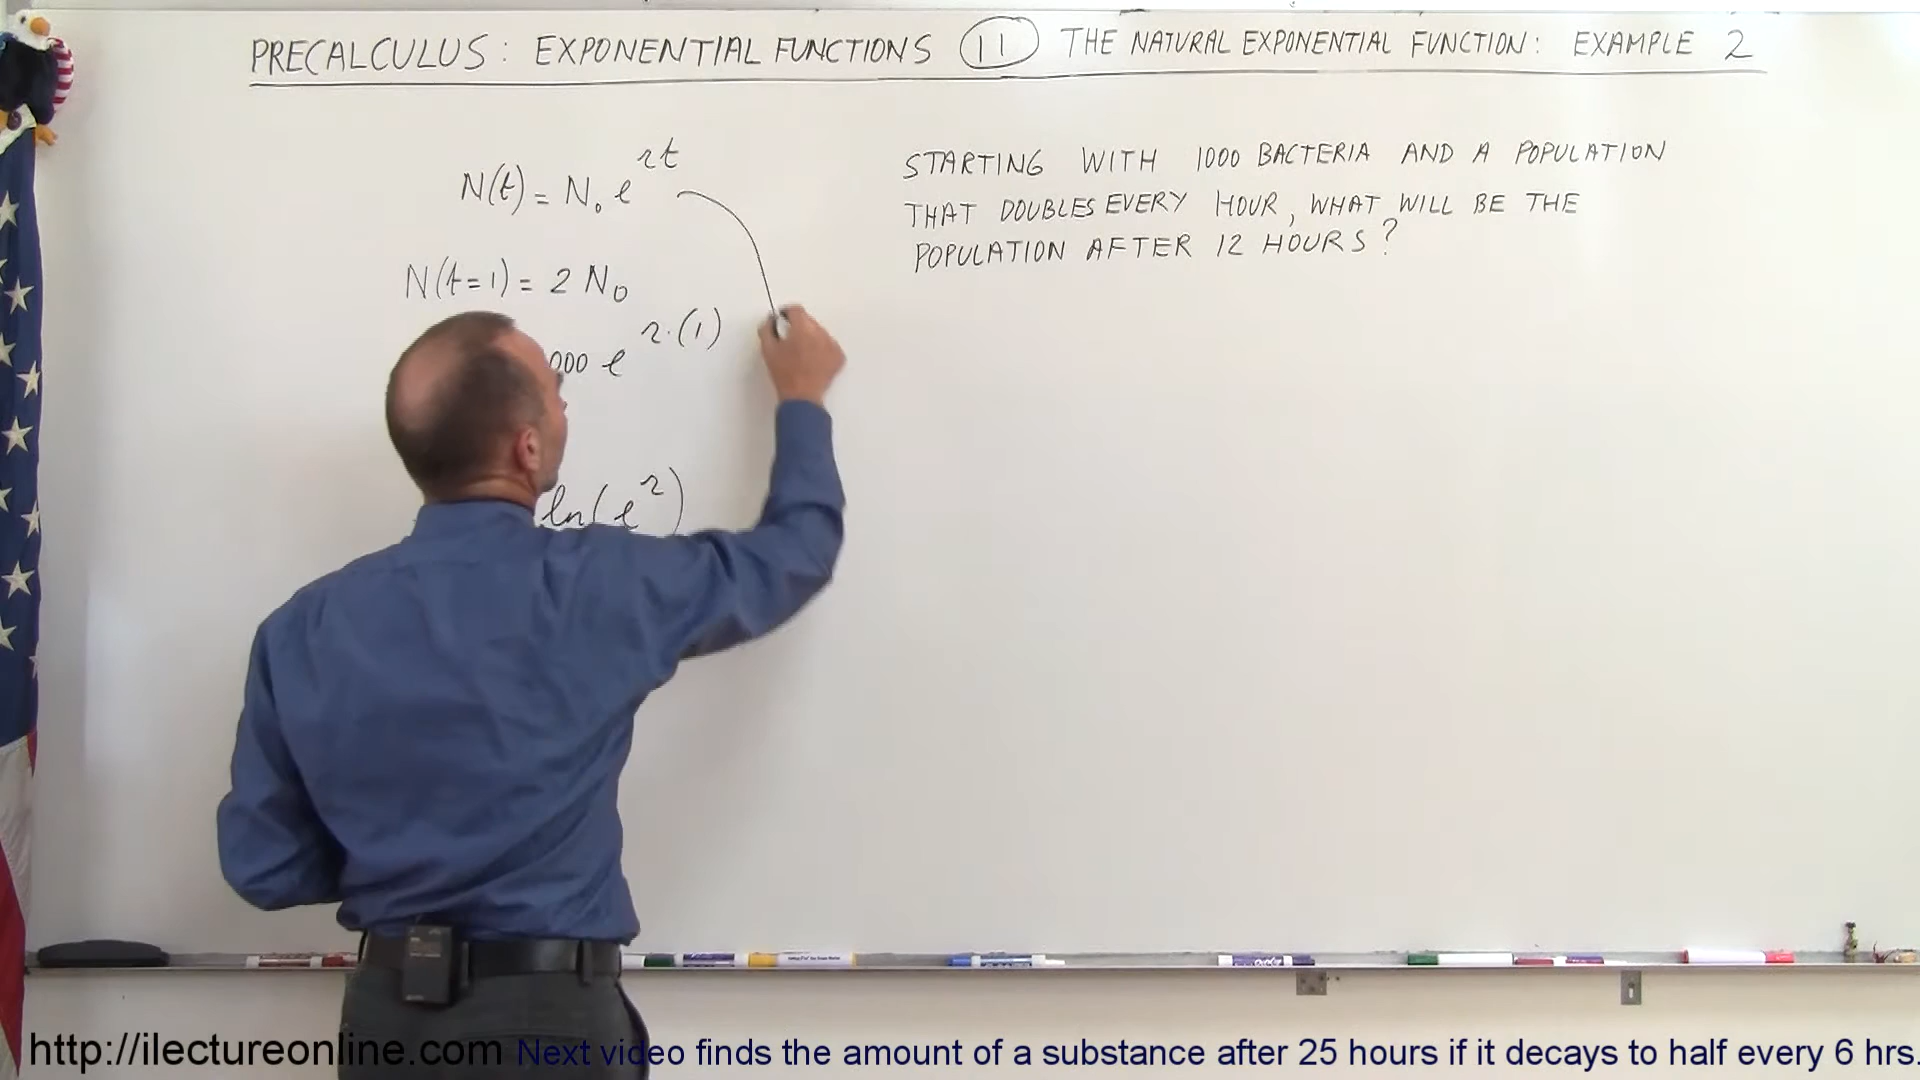 PRECALCULUS: EXPONENTIAL FUNCTIONS 11 THE NATURAL EXPONENTIAL FUNCTION: EXAMPLE 2
N(t) = N₀ e^rt
N(t=1) = 2 N₀
000 e^r·(1)
ln(e^r)
STARTING WITH 1000 BACTERIA AND A POPULATION
THAT DOUBLES EVERY HOUR, WHAT WILL BE THE
POPULATION AFTER 12 HOURS?
http://ilectureonline.com Next video finds the amount of a substance after 25 hours if it decays to half every 6 hrs.